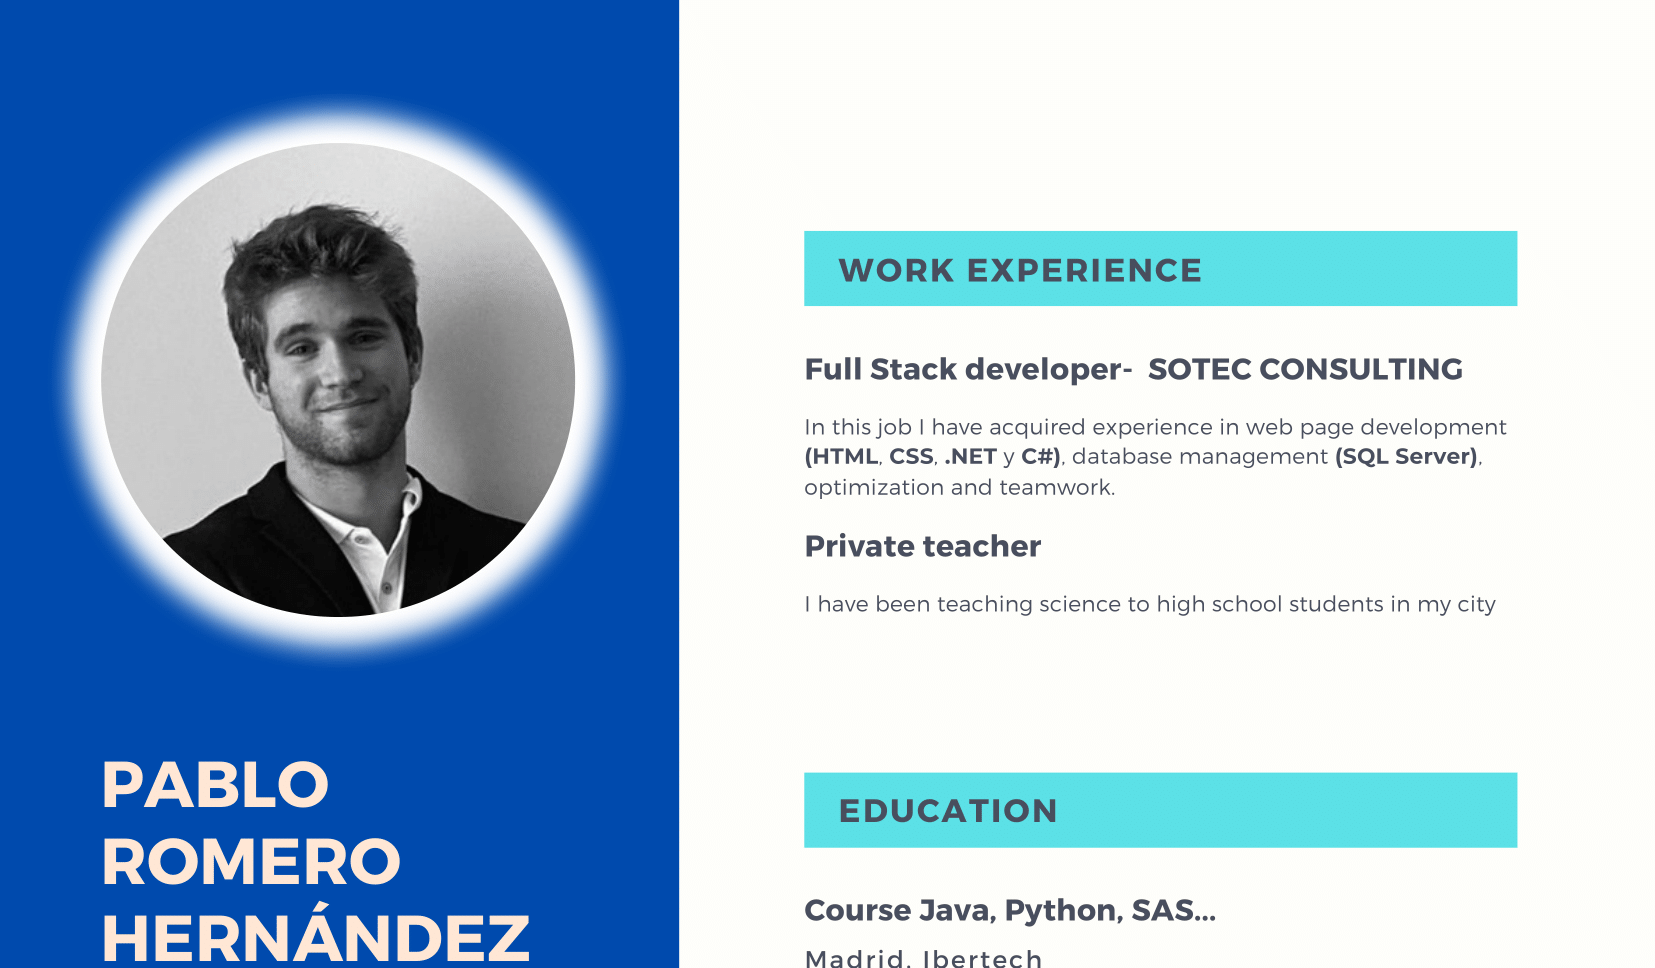 PABLO
ROMERO
HERNÁNDEZ
WORK EXPERIENCE
Full Stack developer- SOTEC CONSULTING
In this job I have acquired experience in web page development
(HTML, CSS, .NET y C#), database management (SQL Server),
optimization and teamwork.
Private teacher
I have been teaching science to high school students in my city
EDUCATION
Course Java, Python, SAS...
Madrid. Ibertech